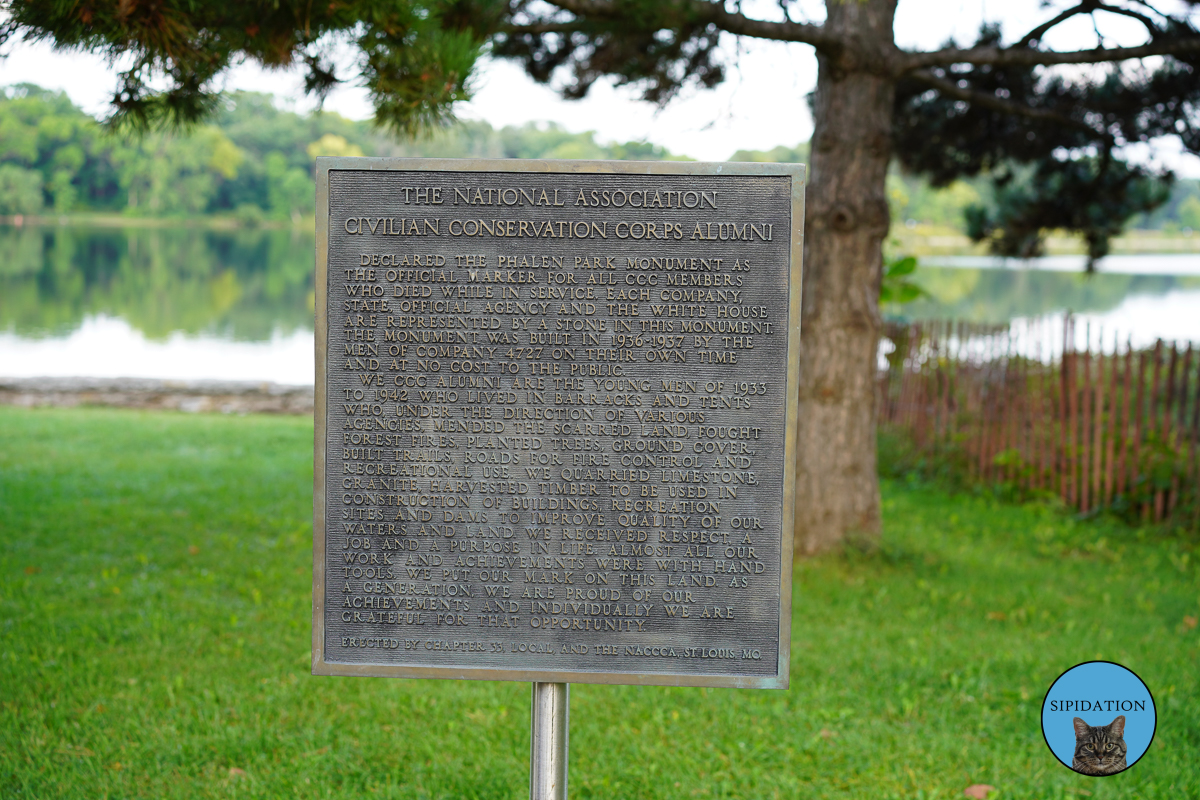 THE NATIONAL ASSOCIATION
CIVILIAN CONSERVATION CORPS ALUMNI
DECLARED THE PHALEN PARK MONUMENT AS
THE OFFICIAL MARKER FOR ALL CCC MEMBERS
WHO DIED WHILE IN SERVICE. EACH COMPANY,
STATE, OFFICIAL AGENCY AND THE WHITE HOUSE
ARE REPRESENTED BY A STONE IN THIS MONUMENT.
THE MONUMENT WAS BUILT IN 1936-1937 BY THE
MEN OF COMPANY 4727 ON THEIR OWN TIME
AND AT NO COST TO THE PUBLIC.
WE CCC ALUMNI ARE THE YOUNG MEN OF 1933
TO 1942 WHO LIVED IN BARRACKS AND TENTS
WHO, UNDER THE DIRECTION OF VARIOUS
AGENCIES, MENDED THE SCARRED LAND, FOUGHT
FOREST FIRES, PLANTED TREES, GROUND COVER,
BUILT TRAILS, ROADS FOR FIRE CONTROL AND
RECREATIONAL USE. WE QUARRIED LIMESTONE,
GRANITE, HARVESTED TIMBER TO BE USED IN
CONSTRUCTION OF BUILDINGS, RECREATION
SITES AND DAMS TO IMPROVE QUALITY OF OUR
WATERS AND LAND. WE RECEIVED RESPECT, A
JOB AND A PURPOSE IN LIFE. ALMOST ALL OUR
WORK AND ACHIEVEMENTS WERE WITH HAND
TOOLS. WE PUT OUR MARK ON THIS LAND. AS
A GENERATION, WE ARE PROUD OF OUR
ACHIEVEMENTS AND INDIVIDUALLY WE ARE
GRATEFUL FOR THAT OPPORTUNITY.
ERECTED BY CHAPTER 33, LOCAL, AND THE NACCCA, ST. LOUIS, MO.
SIPIDATION